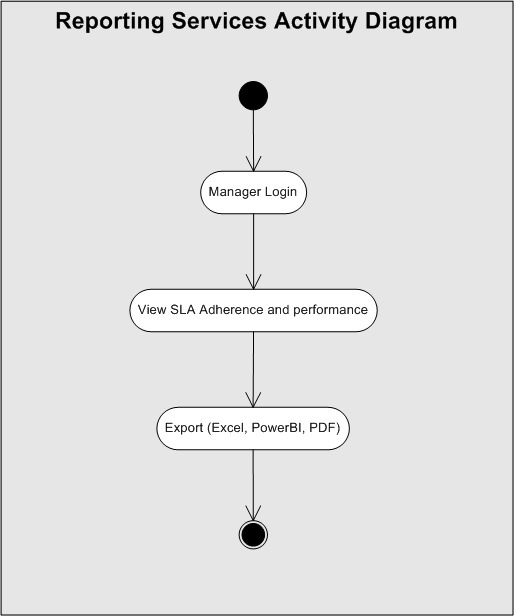 Reporting Services Activity Diagram
Manager Login
View SLA Adherence and performance
Export (Excel, PowerBI, PDF)